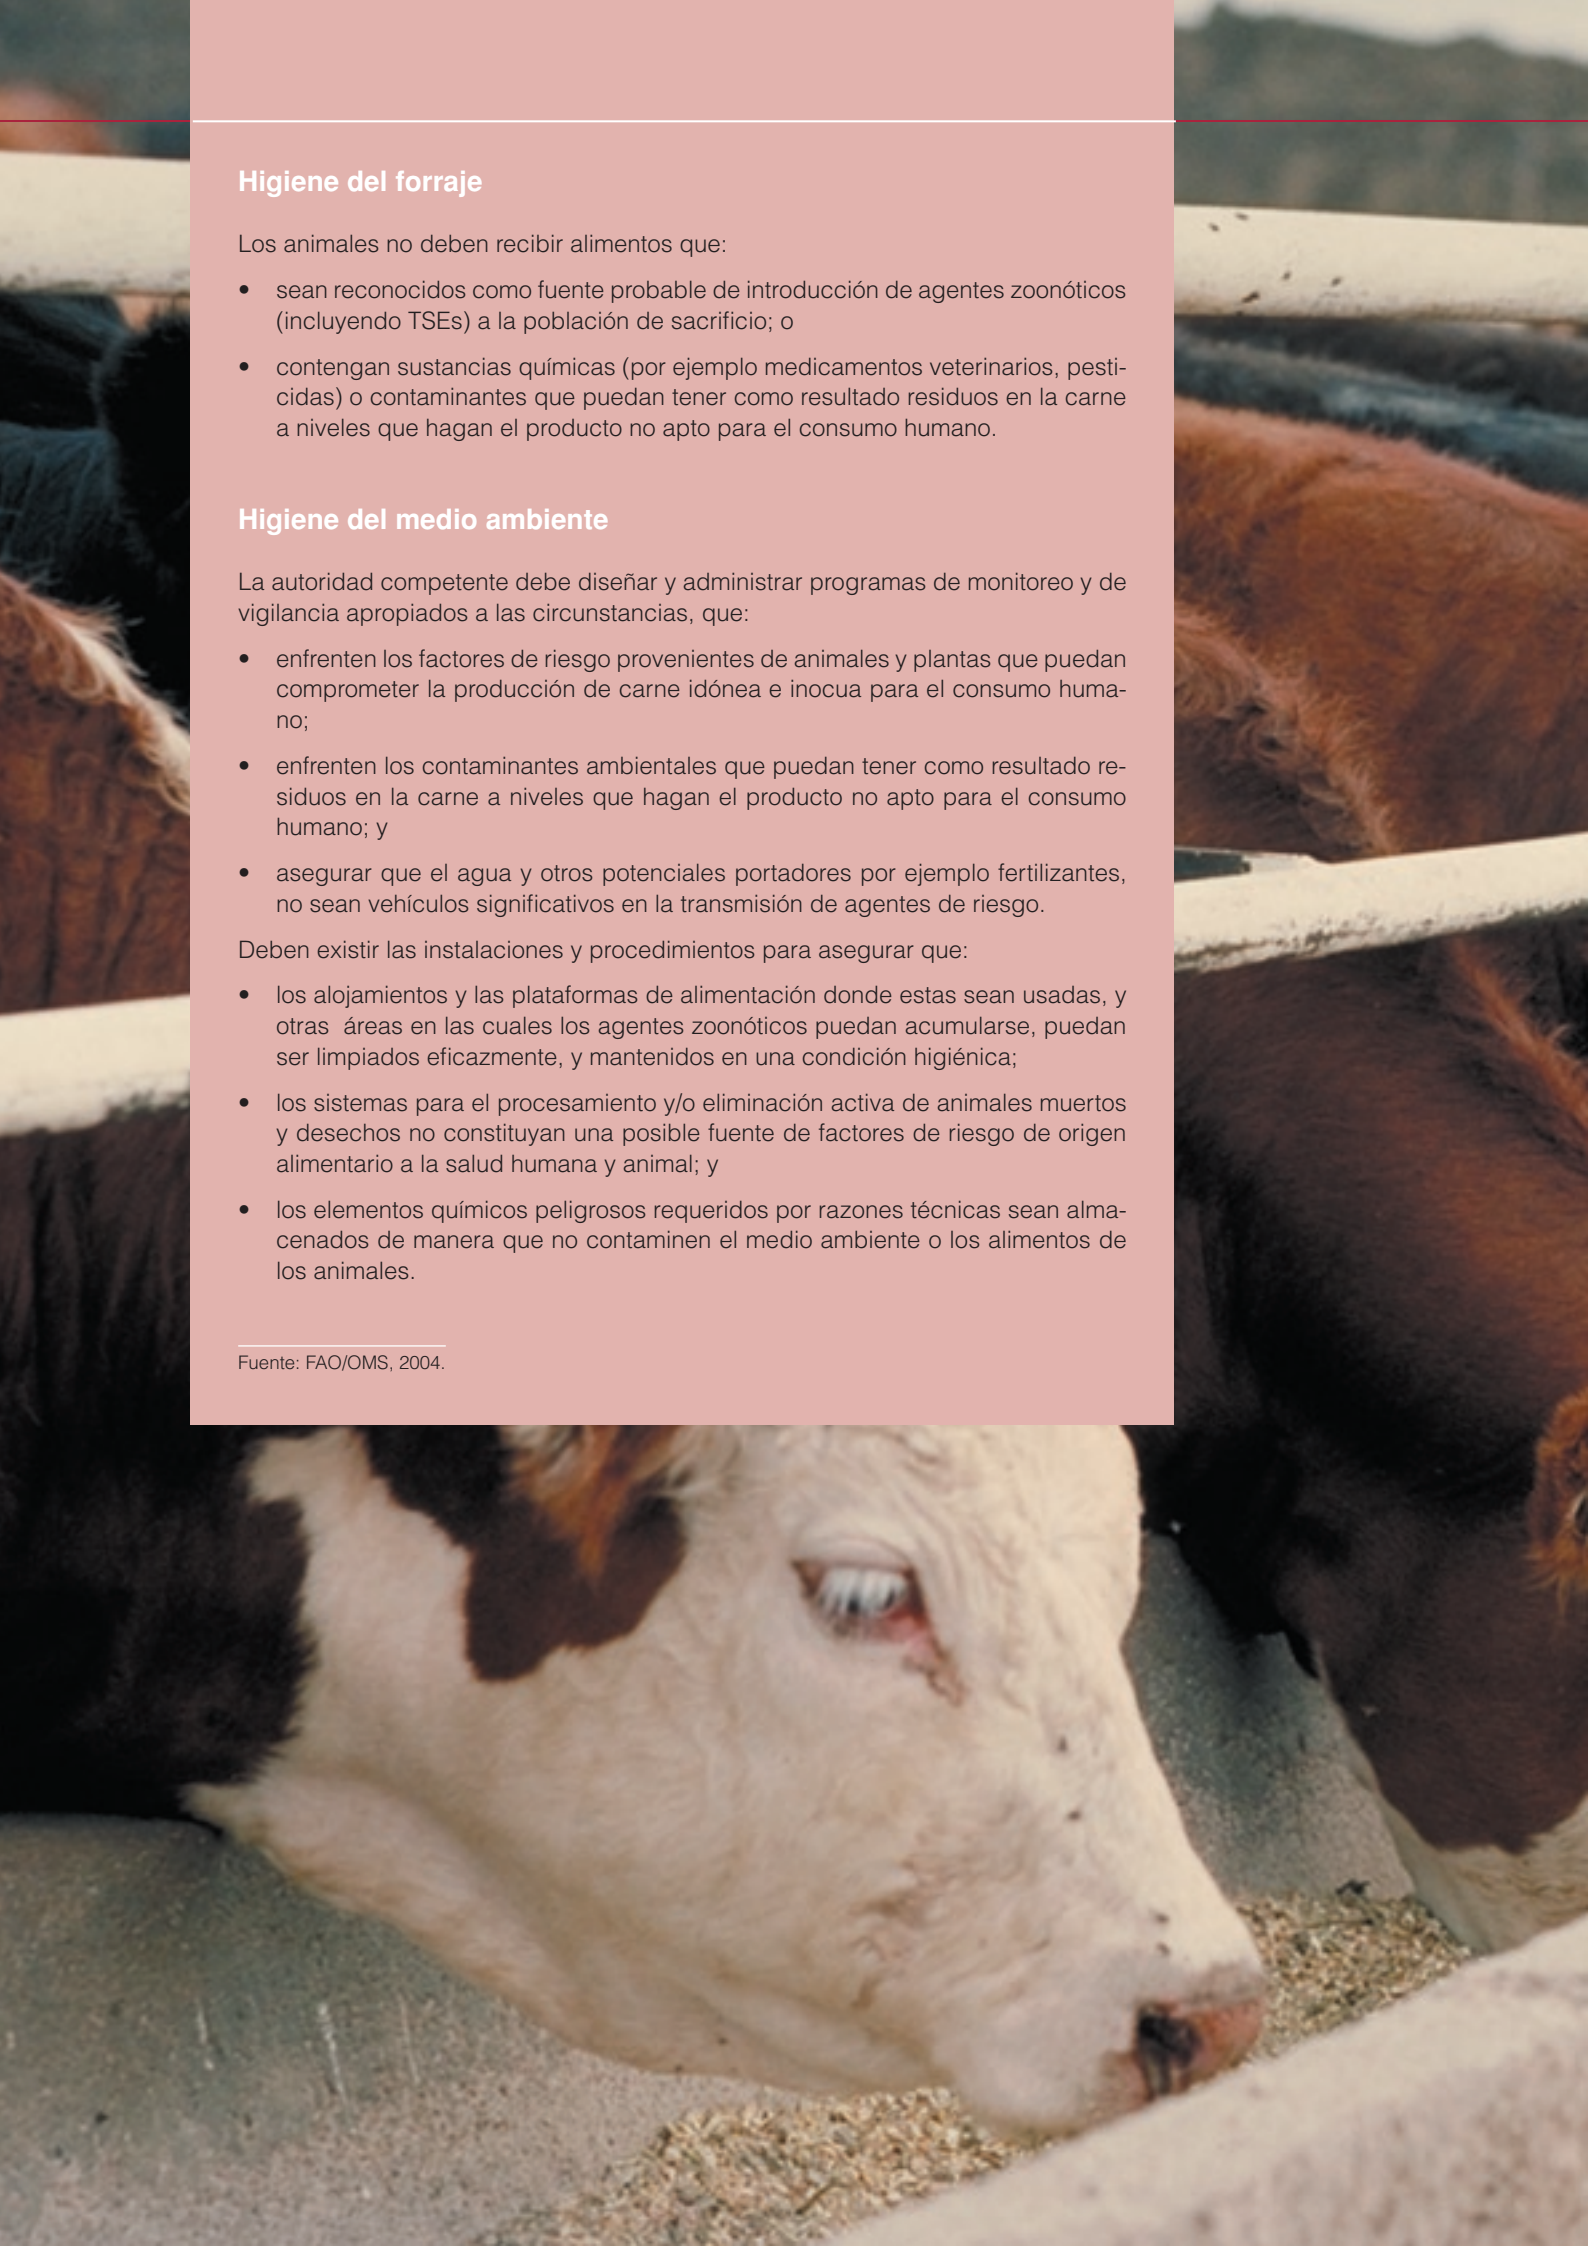 Higiene del forraje
Los animales no deben recibir alimentos que:
• sean reconocidos como fuente probable de introducción de agentes zoonóticos
(incluyendo TSEs) a la población de sacrificio; o
• contengan sustancias químicas (por ejemplo medicamentos veterinarios, pesti-
cidas) o contaminantes que puedan tener como resultado residuos en la carne
a niveles que hagan el producto no apto para el consumo humano.
Higiene del medio ambiente
La autoridad competente debe diseñar y administrar programas de monitoreo y de
vigilancia apropiados a las circunstancias, que:
• enfrenten los factores de riesgo provenientes de animales y plantas que puedan
comprometer la producción de carne idónea e inocua para el consumo huma-
no;
• enfrenten los contaminantes ambientales que puedan tener como resultado re-
siduos en la carne a niveles que hagan el producto no apto para el consumo
humano; y
• asegurar que el agua y otros potenciales portadores por ejemplo fertilizantes,
no sean vehículos significativos en la transmisión de agentes de riesgo.
Deben existir las instalaciones y procedimientos para asegurar que:
• los alojamientos y las plataformas de alimentación donde estas sean usadas, y
otras áreas en las cuales los agentes zoonóticos puedan acumularse, puedan
ser limpiados eficazmente, y mantenidos en una condición higiénica;
• los sistemas para el procesamiento y/o eliminación activa de animales muertos
y desechos no constituyan una posible fuente de factores de riesgo de origen
alimentario a la salud humana y animal; y
• los elementos químicos peligrosos requeridos por razones técnicas sean alma-
cenados de manera que no contaminen el medio ambiente o los alimentos de
los animales.
Fuente: FAO/OMS, 2004.